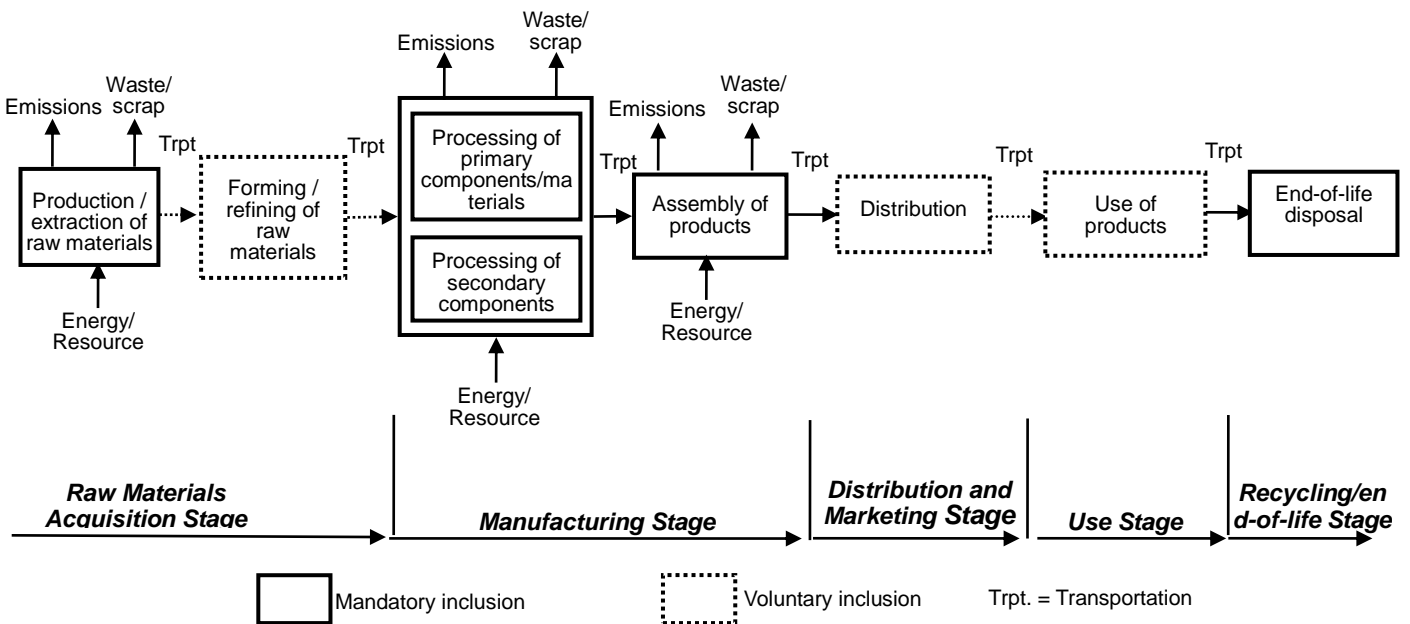 Emissions
Waste/
scrap
Trpt
Production /
extraction of
raw materials
Energy/
Resource
Forming /
refining of
raw
materials
Trpt
Emissions
Waste/
scrap
Processing of
primary
components/ma
terials
Processing of
secondary
components
Energy/
Resource
Trpt
Emissions
Waste/
scrap
Assembly of
products
Energy/
Resource
Trpt
Distribution
Trpt
Use of
products
Trpt
End-of-life
disposal
Raw Materials
Acquisition Stage
Manufacturing Stage
Distribution and
Marketing Stage
Use Stage
Recycling/en
d-of-life Stage
Mandatory inclusion
Voluntary inclusion
Trpt. = Transportation